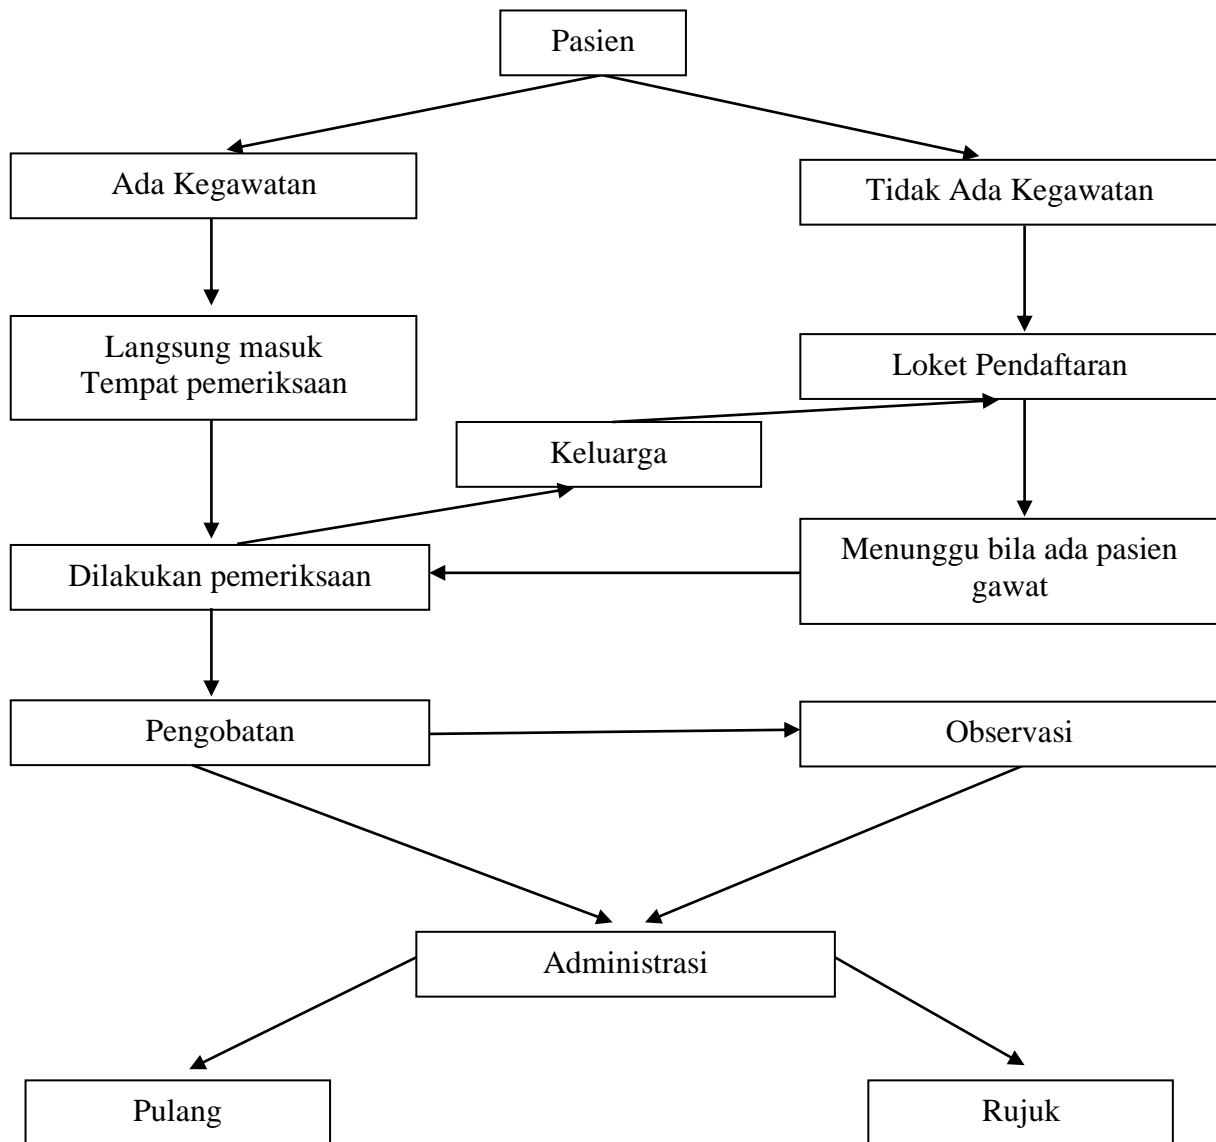 Pasien
Ada Kegawatan
Tidak Ada Kegawatan
Langsung masuk
Tempat pemeriksaan
Loket Pendaftaran
Keluarga
Dilakukan pemeriksaan
Menunggu bila ada pasien
gawat
Pengobatan
Observasi
Administrasi
Pulang
Rujuk